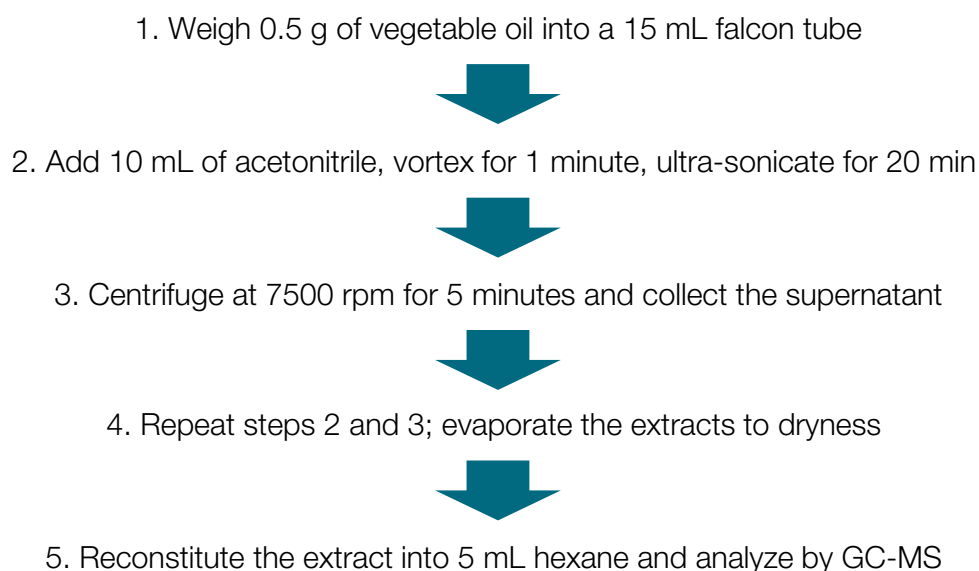 1. Weigh 0.5 g of vegetable oil into a 15 mL falcon tube
2. Add 10 mL of acetonitrile, vortex for 1 minute, ultra-sonicate for 20 min
3. Centrifuge at 7500 rpm for 5 minutes and collect the supernatant
4. Repeat steps 2 and 3; evaporate the extracts to dryness
5. Reconstitute the extract into 5 mL hexane and analyze by GC-MS